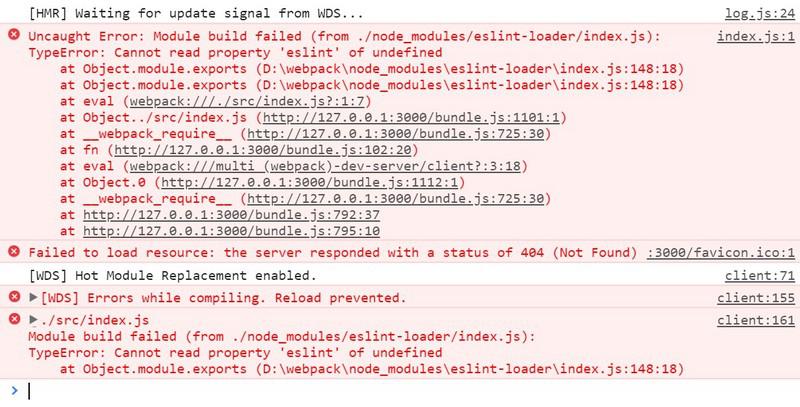 [HMR] Waiting for update signal from WDS... log.js:24
Uncaught Error: Module build failed (from ./node_modules/eslint-loader/index.js): index.js:1
TypeError: Cannot read property 'eslint' of undefined
at Object.module.exports (D:\webpack\node_modules\eslint-loader\index.js:148:18)
at Object.module.exports (D:\webpack\node_modules\eslint-loader\index.js:148:18)
at eval (webpack:///./src/index.js?:1:7)
at Object../src/index.js (http://127.0.0.1:3000/bundle.js:1101:1)
at __webpack_require__ (http://127.0.0.1:3000/bundle.js:725:30)
at fn (http://127.0.0.1:3000/bundle.js:102:20)
at eval (webpack:///multi (webpack)-dev-server/client?:3:18)
at Object.0 (http://127.0.0.1:3000/bundle.js:1112:1)
at __webpack_require__ (http://127.0.0.1:3000/bundle.js:725:30)
at http://127.0.0.1:3000/bundle.js:792:37
at http://127.0.0.1:3000/bundle.js:795:10
Failed to load resource: the server responded with a status of 404 (Not Found) :3000/favicon.ico:1
[WDS] Hot Module Replacement enabled. client:71
[WDS] Errors while compiling. Reload prevented. client:155
./src/index.js client:161
Module build failed (from ./node_modules/eslint-loader/index.js):
TypeError: Cannot read property 'eslint' of undefined
at Object.module.exports (D:\webpack\node_modules\eslint-loader\index.js:148:18)